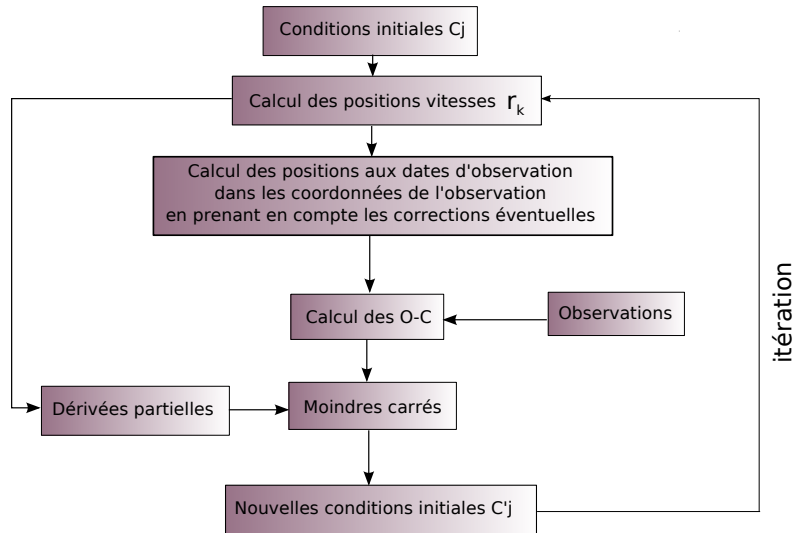 Conditions initiales Cj
Calcul des positions vitesses rk
Calcul des positions aux dates d'observation
dans les coordonnées de l'observation
en prenant en compte les corrections éventuelles
Calcul des O-C
Observations
itération
Dérivées partielles
Moindres carrés
Nouvelles conditions initiales C'j